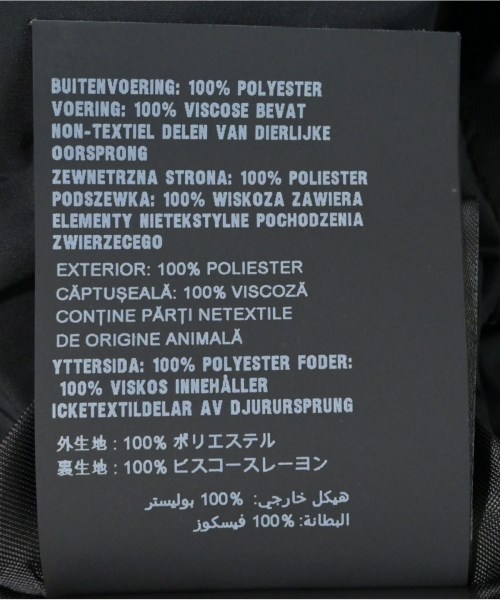 BUITENVOERING: 100% POLYESTER
VOERING: 100% VISCOSE BEVAT
NON-TEXTIEL DELEN VAN DIERLIJKE
OORSPRONG
ZEWNETRZNA STRONA: 100% POLIESTER
PODSZEWKA: 100% WISKOZA ZAWIERA
ELEMENTY NIETEKSTYLNE POCHODZENIA
ZWIERZECEGO
EXTERIOR: 100% POLIESTER
CĂPTUȘEALĂ: 100% VISCOZĂ
CONȚINE PĂRȚI NETEXTILE
DE ORIGINE ANIMALĂ
YTTERSIDA: 100% POLYESTER FODER:
100% VISKOS INNEHÅLLER
ICKETEXTILDELAR AV DJURURSPRUNG
外生地 : 100% ポリエステル
裏生地 : 100% ビスコースレーヨン
هيكل خارجي: 100% بوليستر
البطانة: 100% فيسكوز